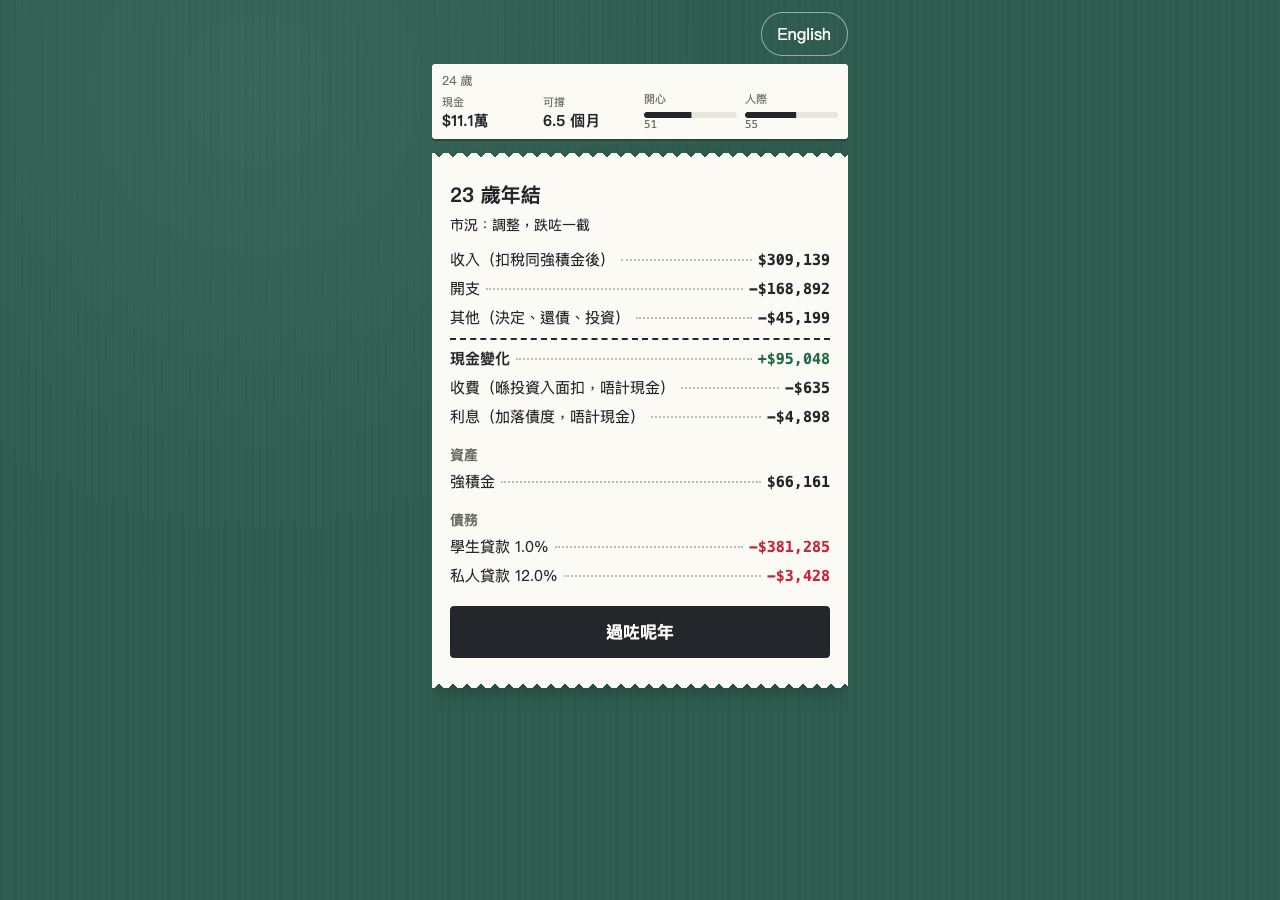 English
24 歲
現金
$11.1萬
可撐
6.5 個月
開心
51
人際
55
23 歲年結
市況：調整，跌咗一截
收入（扣稅同強積金後） $309,139
開支 −$168,892
其他（決定、還債、投資） −$45,199
現金變化 +$95,048
收費（喺投資入面扣，唔計現金） −$635
利息（加落債度，唔計現金） −$4,898
資產
強積金 $66,161
債務
學生貸款 1.0% −$381,285
私人貸款 12.0% −$3,428
過咗呢年